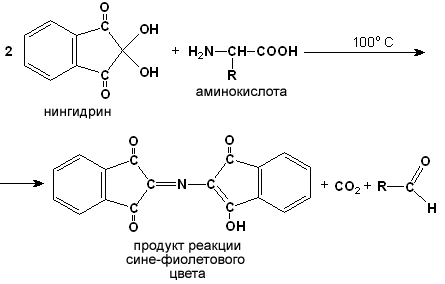 O
2
OH
+
H₂N—CH—COOH
100° C
OH
R
O
нингидрин
аминокислота
O
O
O
C
C
C
C=N—C
+ CO₂ + R—C
H
C
C
O
OH
продукт реакции
сине-фиолетового
цвета